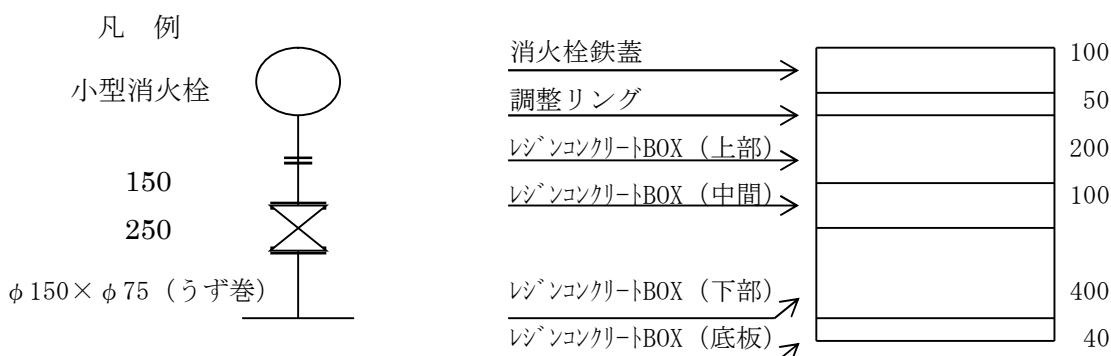 凡　例
小型消火栓
150
250
φ150×φ75（うず巻）
消火栓鉄蓋 100
調整リング 50
ﾚｼﾞﾝｺﾝｸﾘｰﾄBOX（上部） 200
ﾚｼﾞﾝｺﾝｸﾘｰﾄBOX（中間） 100
ﾚｼﾞﾝｺﾝｸﾘｰﾄBOX（下部） 400
ﾚｼﾞﾝｺﾝｸﾘｰﾄBOX（底板） 40